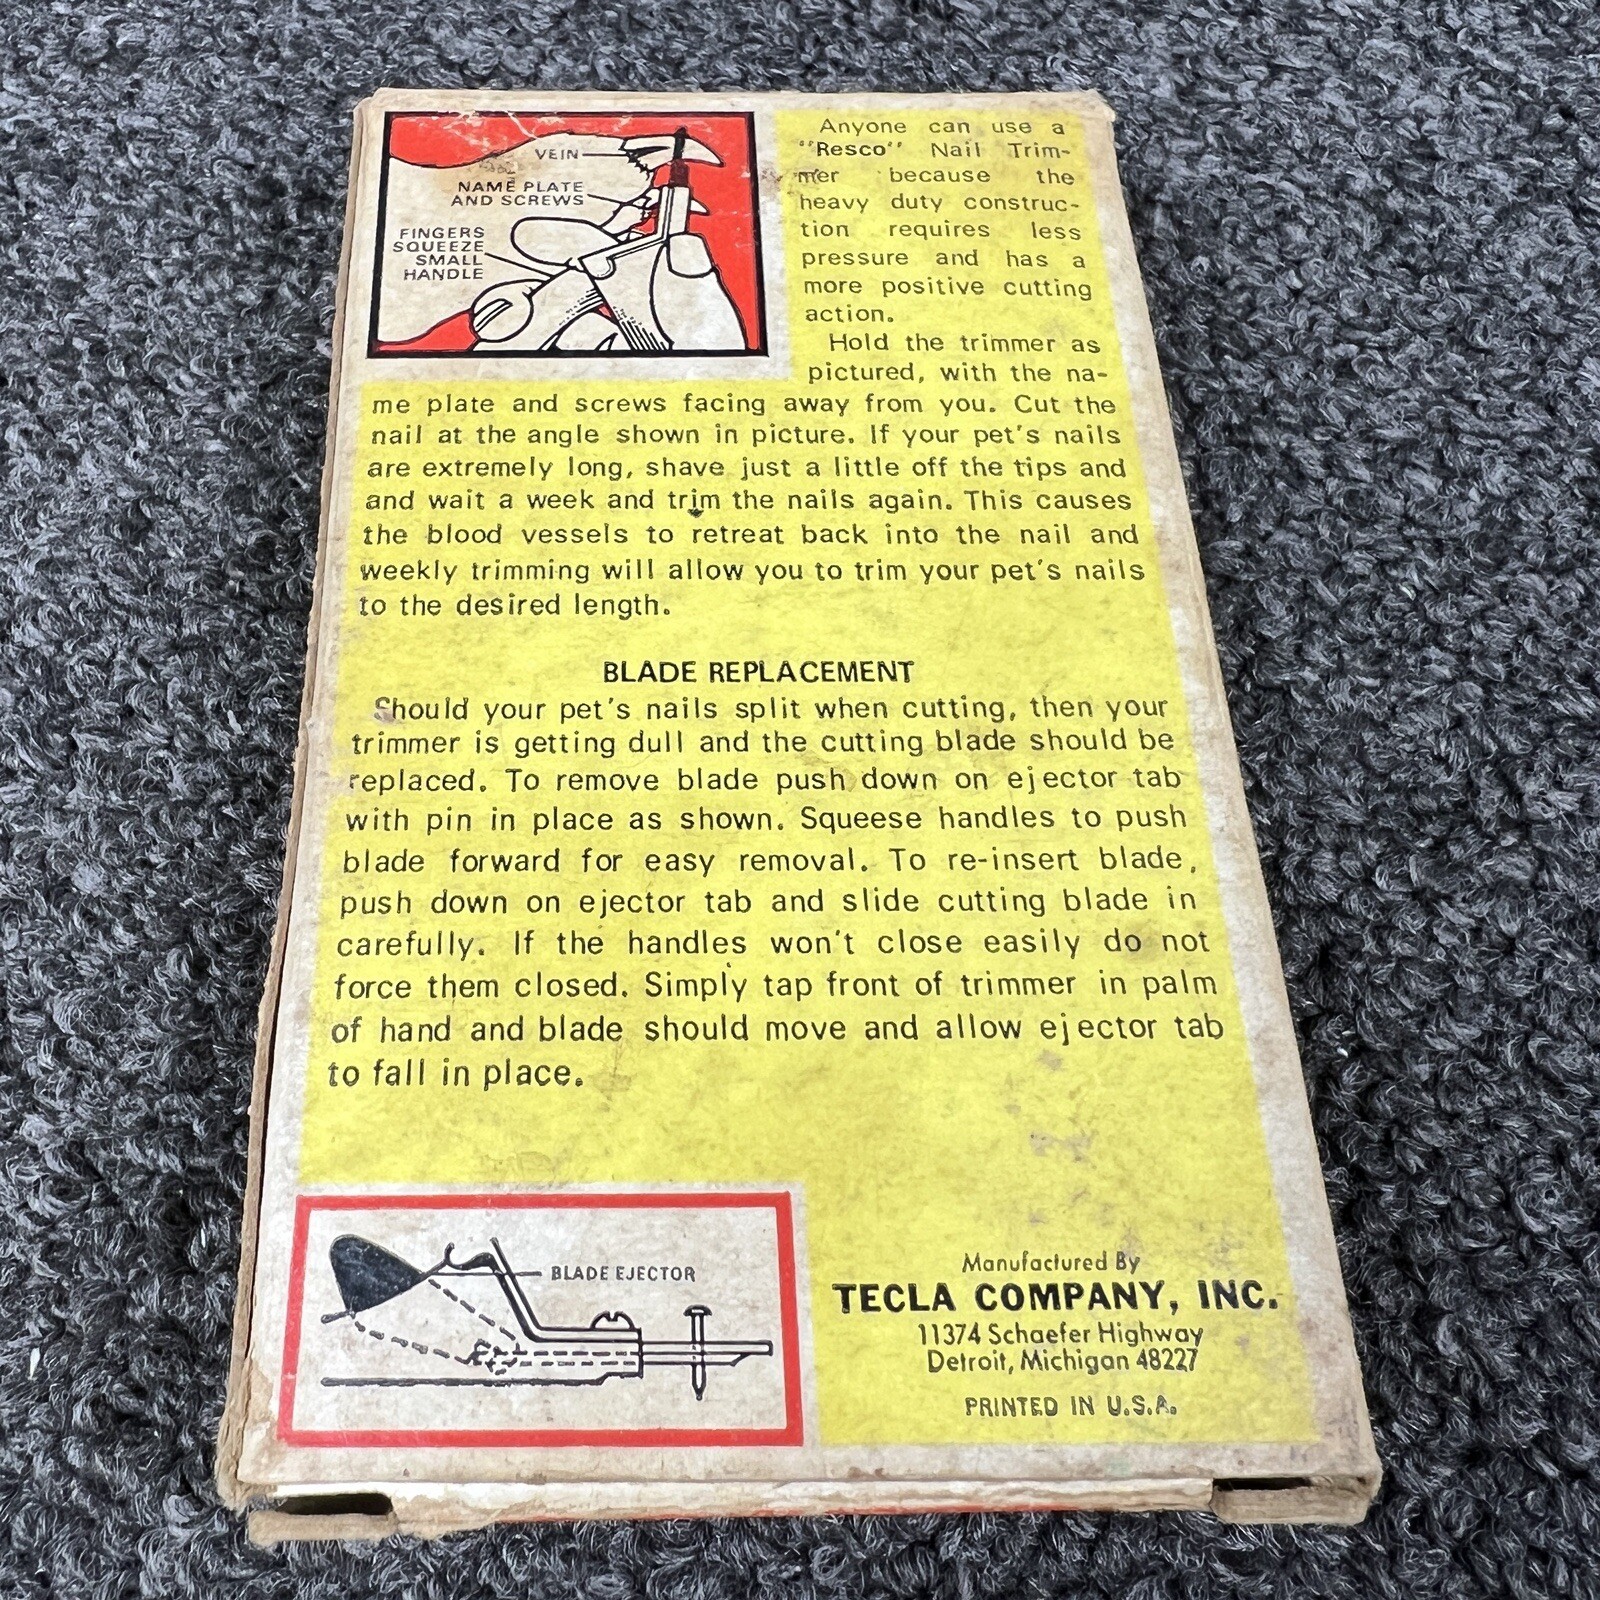 VEIN
NAME PLATE
AND SCREWS
FINGERS
SQUEEZE
SMALL
HANDLE
Anyone can use a
"Resco" Nail Trim-
mer because the
heavy duty construc-
tion requires less
pressure and has a
more positive cutting
action.
Hold the trimmer as
pictured, with the na-
me plate and screws facing away from you. Cut the
nail at the angle shown in picture. If your pet's nails
are extremely long, shave just a little off the tips and
and wait a week and trim the nails again. This causes
the blood vessels to retreat back into the nail and
weekly trimming will allow you to trim your pet's nails
to the desired length.
BLADE REPLACEMENT
Should your pet's nails split when cutting, then your
trimmer is getting dull and the cutting blade should be
replaced. To remove blade push down on ejector tab
with pin in place as shown. Squeese handles to push
blade forward for easy removal. To re-insert blade,
push down on ejector tab and slide cutting blade in
carefully. If the handles won't close easily do not
force them closed. Simply tap front of trimmer in palm
of hand and blade should move and allow ejector tab
to fall in place.
BLADE EJECTOR
Manufactured By
TECLA COMPANY, INC.
11374 Schaefer Highway
Detroit, Michigan 48227
PRINTED IN U.S.A.